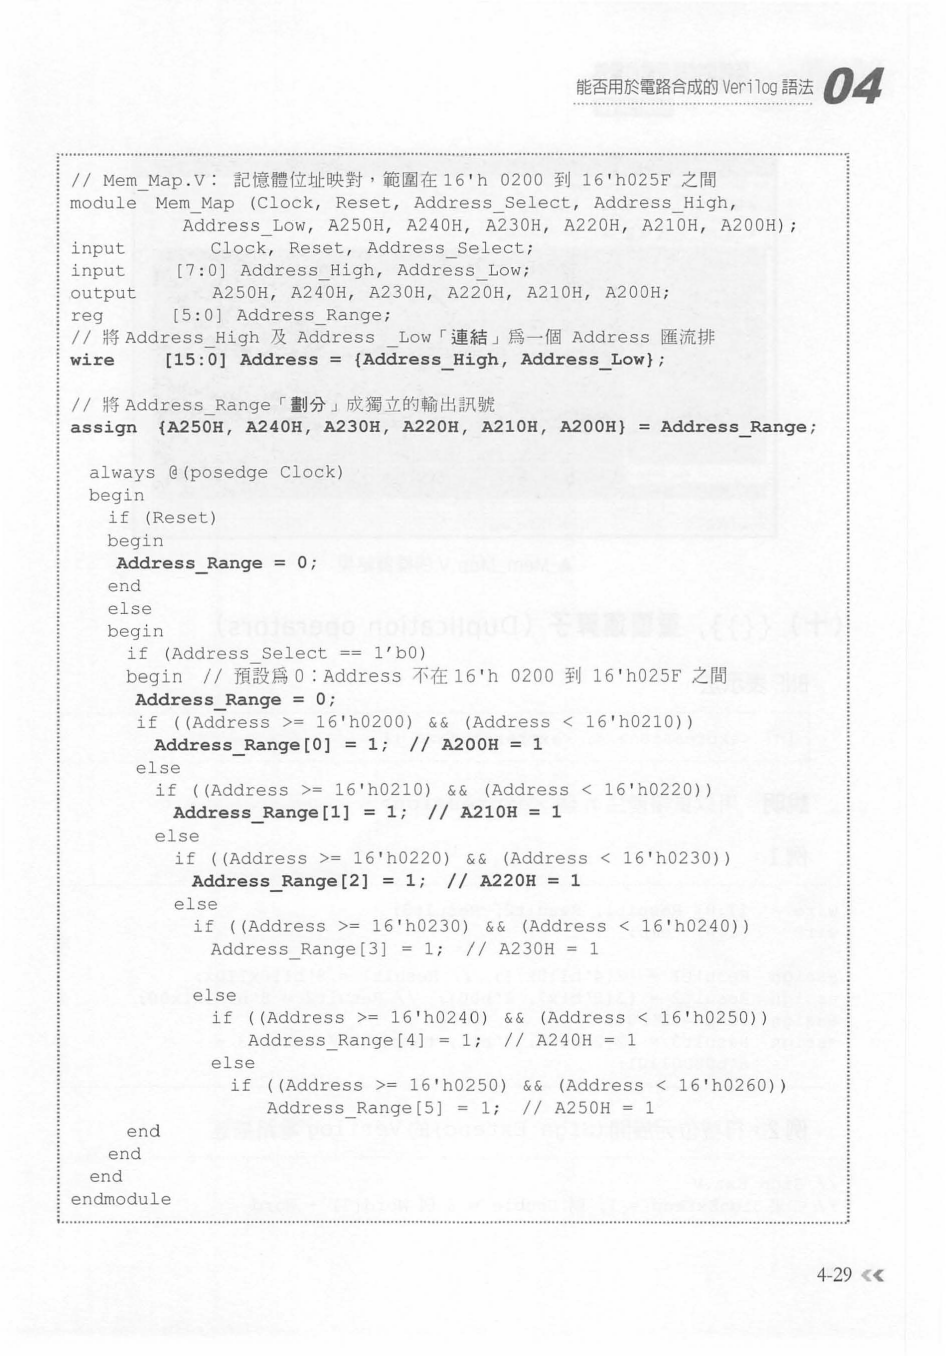 能否用於電路合成的 Verilog 語法 04
// Mem_Map.V： 記憶體位址映對，範圍在 16'h 0200 到 16'h025F 之間
module Mem_Map (Clock, Reset, Address_Select, Address_High,
Address_Low, A250H, A240H, A230H, A220H, A210H, A200H);
input Clock, Reset, Address_Select;
input [7:0] Address_High, Address_Low;
output A250H, A240H, A230H, A220H, A210H, A200H;
reg [5:0] Address_Range;
// 將 Address_High 及 Address _Low「連結」爲一個 Address 匯流排
wire [15:0] Address = {Address_High, Address_Low};
// 將 Address_Range「劃分」成獨立的輸出訊號
assign {A250H, A240H, A230H, A220H, A210H, A200H} = Address_Range;
always @(posedge Clock)
begin
if (Reset)
begin
Address_Range = 0;
end
else
begin
if (Address_Select == 1'b0)
begin // 預設爲 0：Address 不在 16'h 0200 到 16'h025F 之間
Address_Range = 0;
if ((Address >= 16'h0200) && (Address < 16'h0210))
Address_Range[0] = 1; // A200H = 1
else
if ((Address >= 16'h0210) && (Address < 16'h0220))
Address_Range[1] = 1; // A210H = 1
else
if ((Address >= 16'h0220) && (Address < 16'h0230))
Address_Range[2] = 1; // A220H = 1
else
if ((Address >= 16'h0230) && (Address < 16'h0240))
Address_Range[3] = 1; // A230H = 1
else
if ((Address >= 16'h0240) && (Address < 16'h0250))
Address_Range[4] = 1; // A240H = 1
else
if ((Address >= 16'h0250) && (Address < 16'h0260))
Address_Range[5] = 1; // A250H = 1
end
end
end
endmodule
4-29